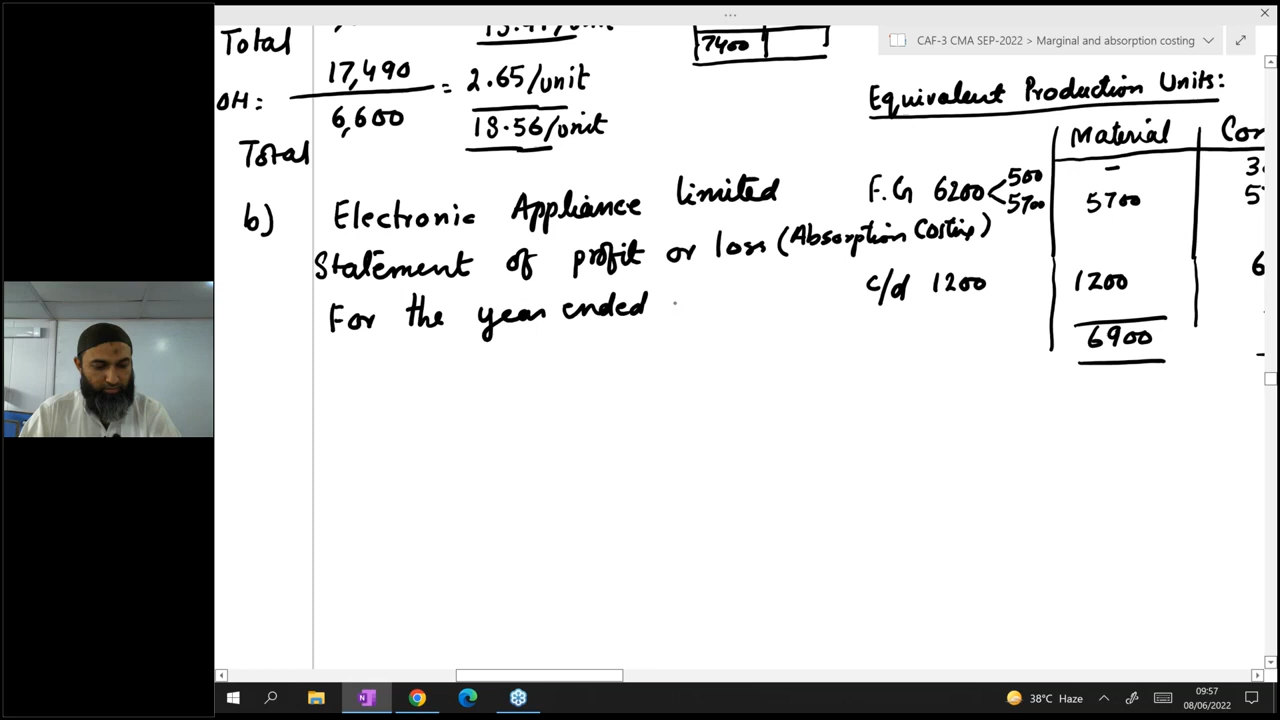 CAF-3 CMA SEP-2022 > Marginal and absorption costing
Total
7400
17,490
OH: = 2.65/unit
6,600
18.56/unit
Total
Equivalent Production Units:
Material
-
F.G 6200 < 500
5700
5700
c/d 1200
1200
6900
b) Electronic Appliance Limited
Statement of profit or loss (Absorption Costing)
For the year ended
38°C Haze
09:57
08/06/2022